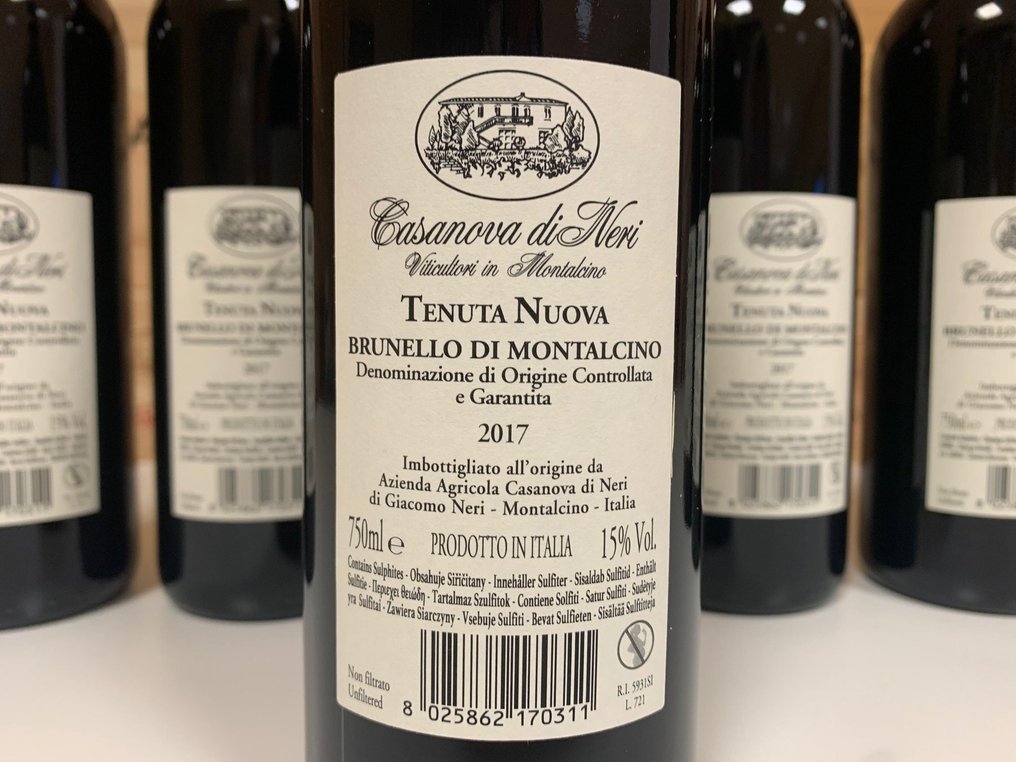 Casanova di Neri
Viticultori in Montalcino
TENUTA NUOVA
BRUNELLO DI MONTALCINO
Denominazione di Origine Controllata
e Garantita
2017
Imbottigliato all'origine da
Azienda Agricola Casanova di Neri
di Giacomo Neri - Montalcino - Italia
750ml e PRODOTTO IN ITALIA 15% Vol.
Contains Sulphites - Obsahuje Siřičitany - Innehåller Sulfiter - Sisaldab Sulfitid - Enthält
Sulfitie - Περιεχει θειώδη - Tartalmaz Szulfitok - Contiene Solfiti - Satur Sulfīti - Sudėtyje
yra Sulfitai - Zawiera Siarczyny - Vsebuje Sulfiti - Bevat Sulfieten - Sisältää Sulfiitteja
Non filtrato
Unfiltered
8 025862 170311
R.I. 5931SI
L. 721